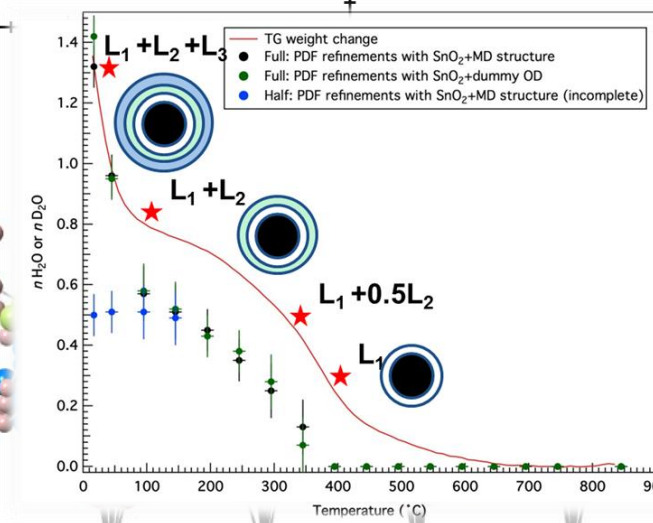 TG weight change
Full: PDF refinements with SnO₂+MD structure
Full: PDF refinements with SnO₂+dummy OD
Half: PDF refinements with SnO₂+MD structure (incomplete)
L₁ +L₂ +L₃
L₁ +L₂
L₁ +0.5L₂
L₁
1.4
1.2
1.0
0.8
0.6
0.4
0.2
0.0
n H₂O or n D₂O
0 100 200 300 400 500 600 700 800
Temperature (°C)